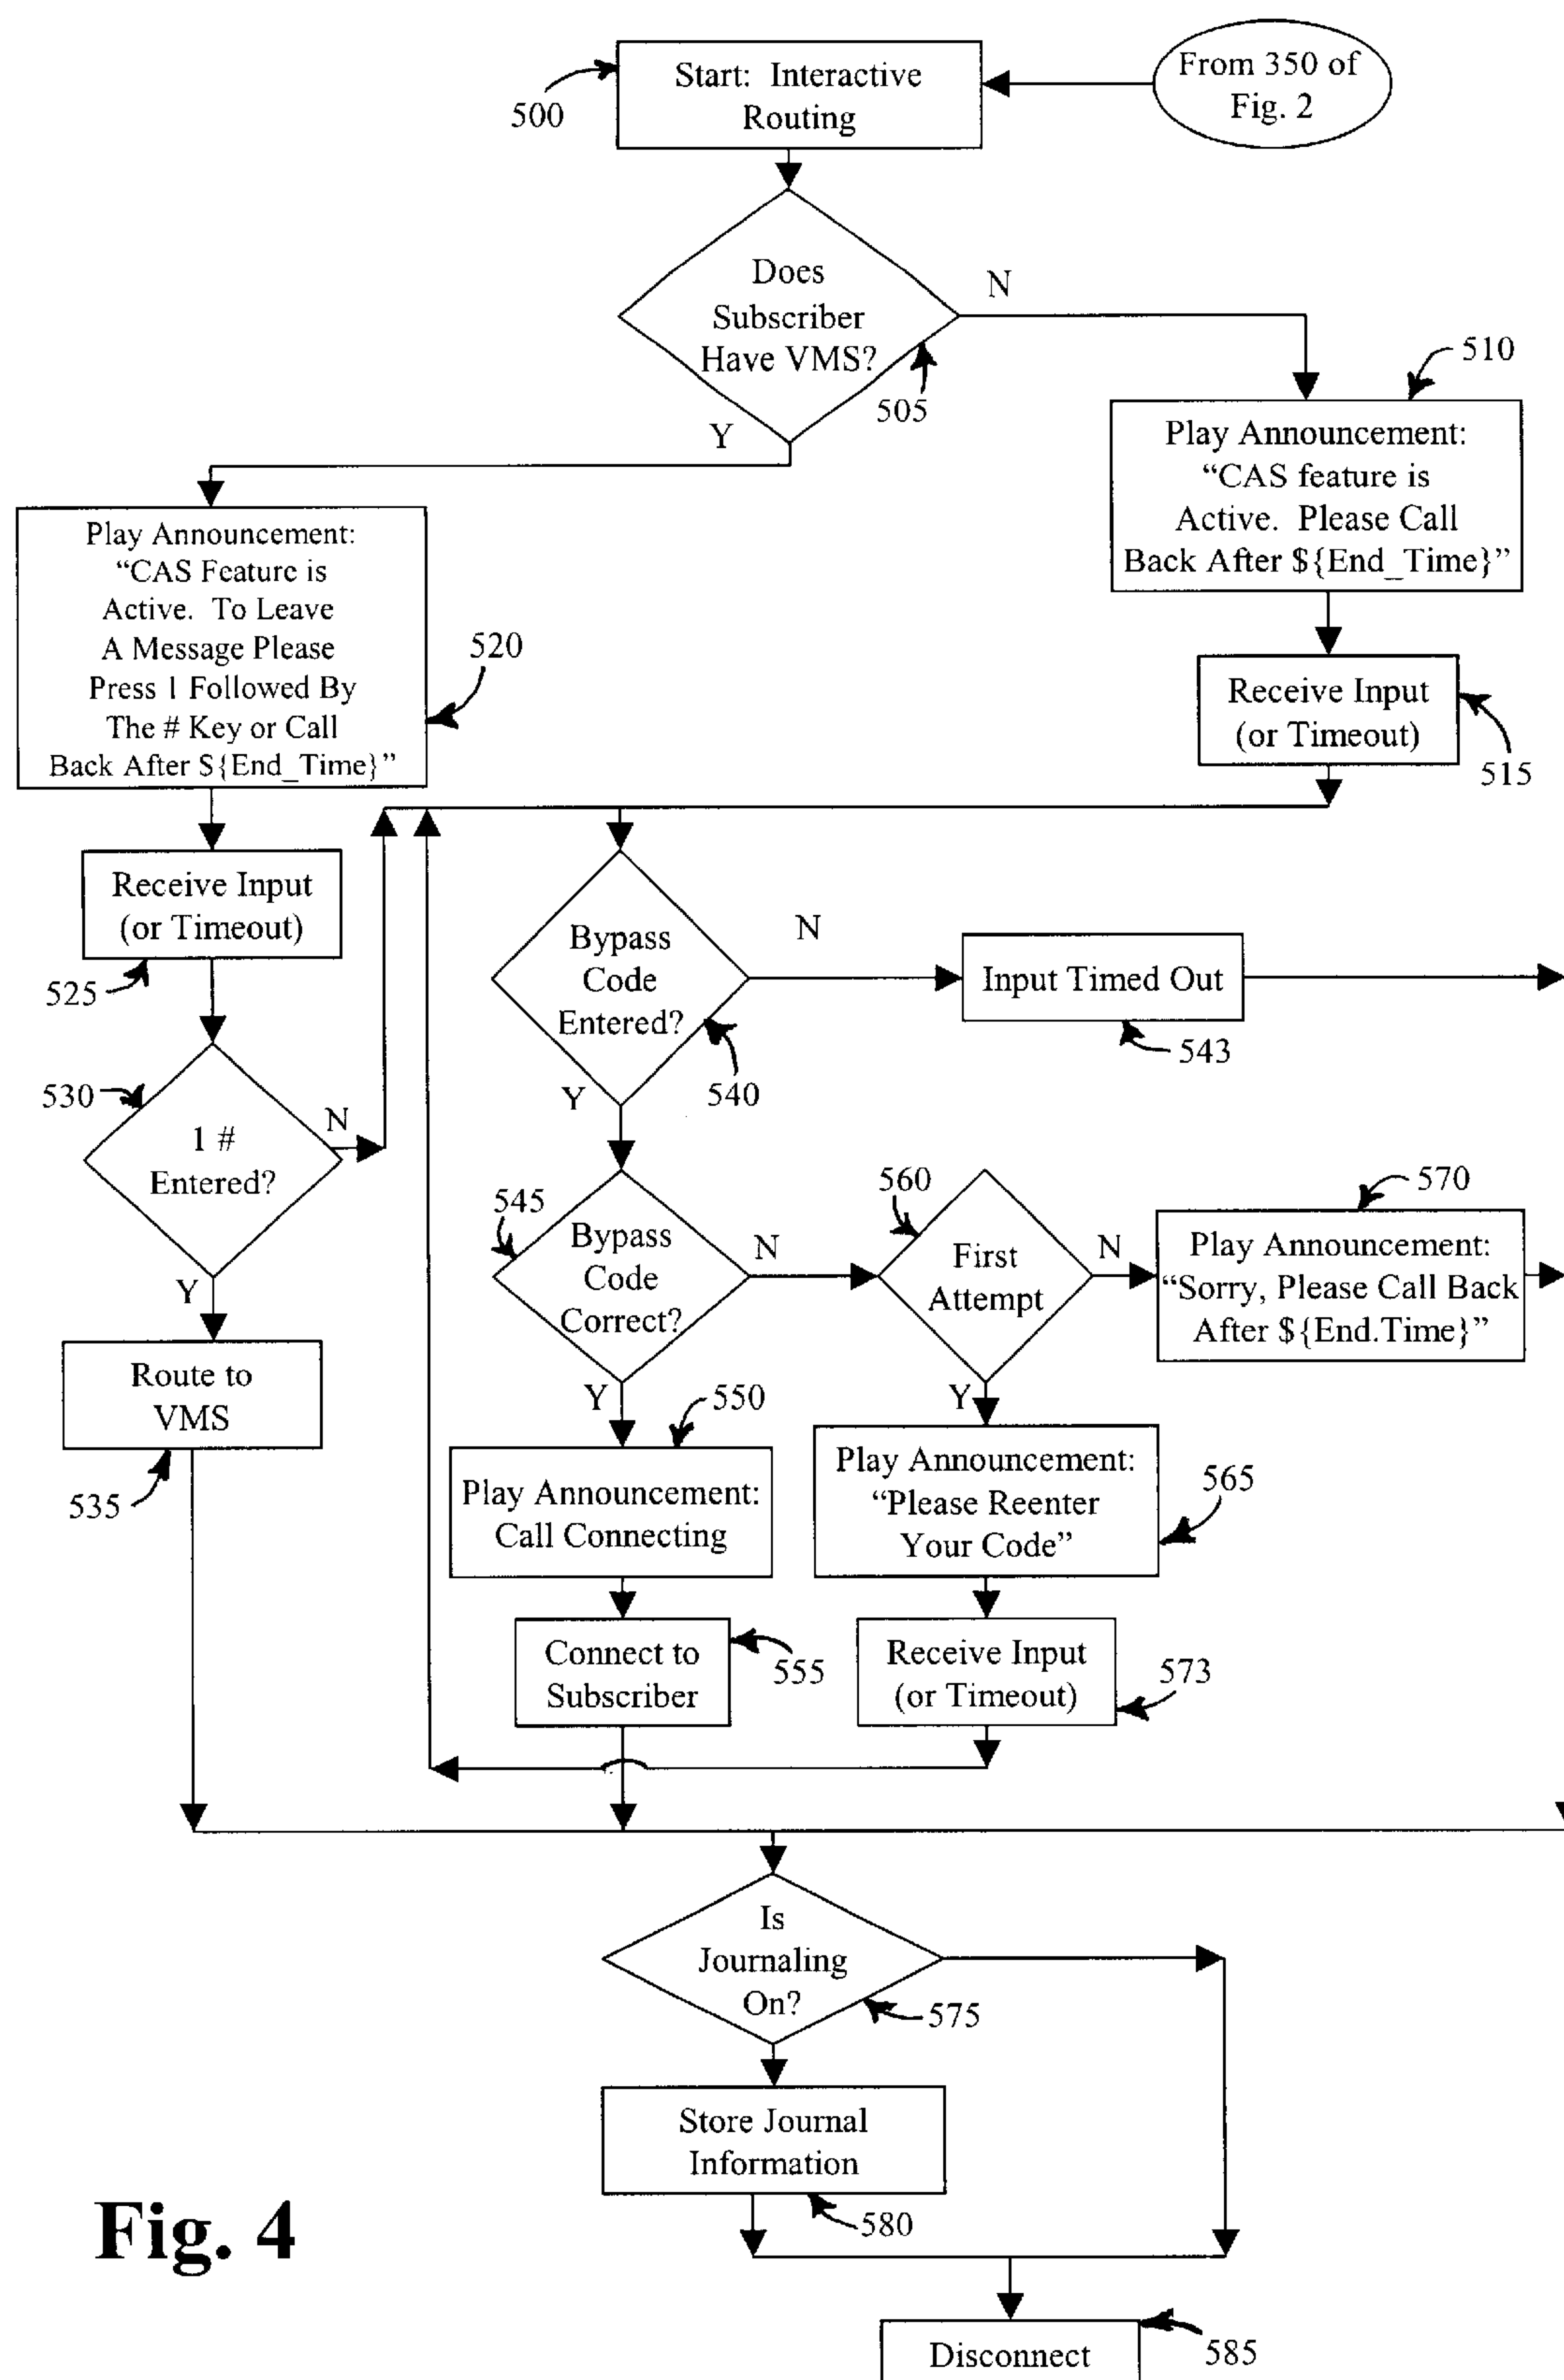 Start: Interactive
Routing
From 350 of
Fig. 2
500
Does
Subscriber
Have VMS?
N
Y
505
510
Play Announcement:
“CAS feature is
Active. Please Call
Back After ${End_Time}”
Play Announcement:
“CAS Feature is
Active. To Leave
A Message Please
Press 1 Followed By
The # Key or Call
Back After ${End_Time}”
520
Receive Input
(or Timeout)
515
Receive Input
(or Timeout)
525
Bypass
Code
Entered?
N
Y
540
Input Timed Out
543
530
1 #
Entered?
N
Y
545
Bypass
Code
Correct?
N
Y
560
First
Attempt
N
Y
570
Play Announcement:
“Sorry, Please Call Back
After ${End.Time}”
Route to
VMS
535
550
Play Announcement:
Call Connecting
Play Announcement:
“Please Reenter
Your Code”
565
Connect to
Subscriber
555
Receive Input
(or Timeout)
573
Is
Journaling
On?
575
Store Journal
Information
580
Fig. 4
Disconnect
585